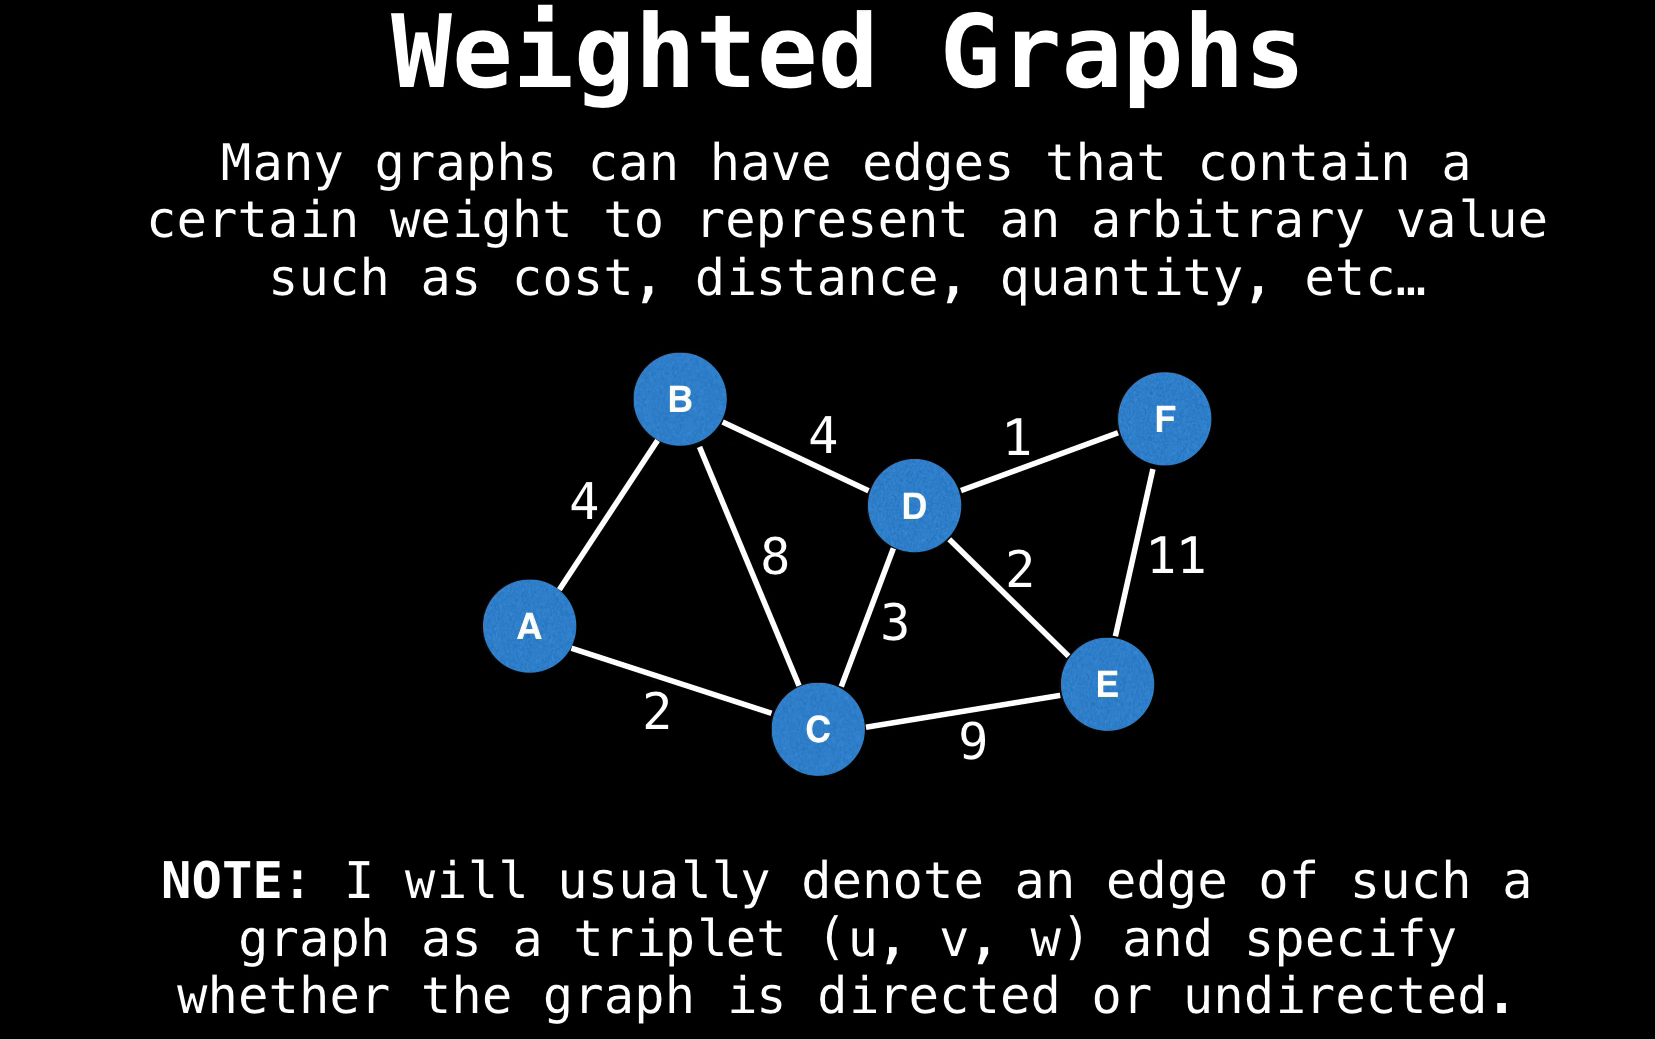 Weighted Graphs
Many graphs can have edges that contain a
certain weight to represent an arbitrary value
such as cost, distance, quantity, etc…
B
F
4
1
D
4
8
2
11
3
A
E
2
C
9
NOTE: I will usually denote an edge of such a
graph as a triplet (u, v, w) and specify
whether the graph is directed or undirected.